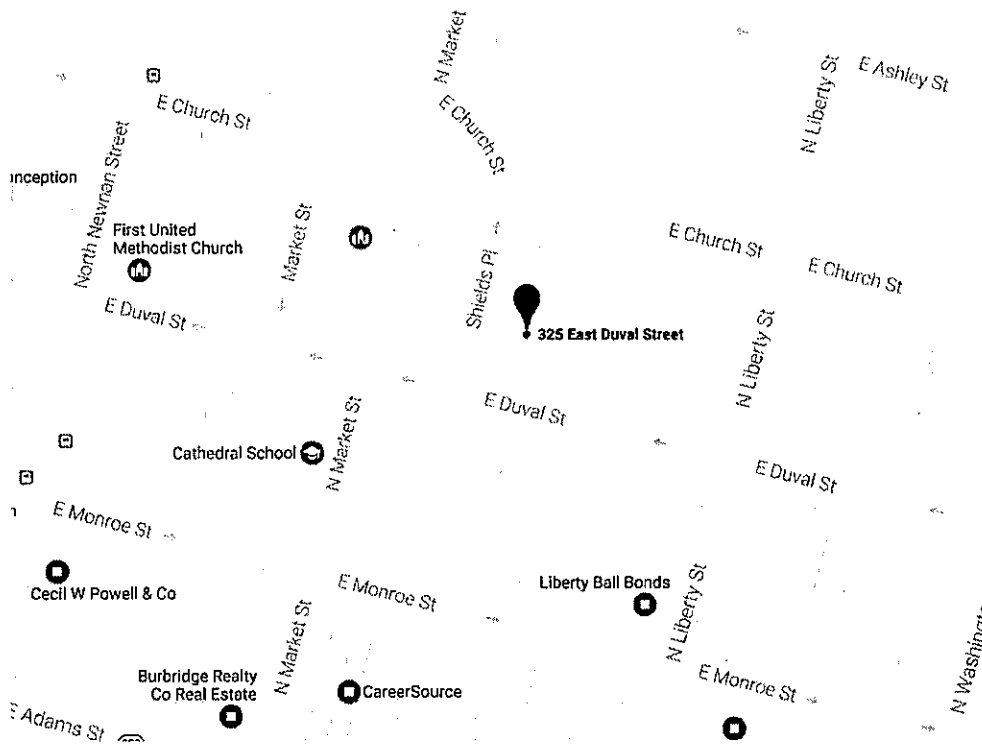 N Market
E Ashley St
N Liberty St
E Church St
E Church St
North Newnan Street
nception
First United
Methodist Church
Market St
Shields Pl
E Church St
E Church St
E Duval St
325 East Duval Street
N Liberty St
E Duval St
Cathedral School
N Market St
E Duval St
E Monroe St
Cecil W Powell & Co
E Monroe St
Liberty Bail Bonds
N Liberty St
N Market St
Burbridge Realty
Co Real Estate
CareerSource
E Monroe St
N Washingt
E Adams St